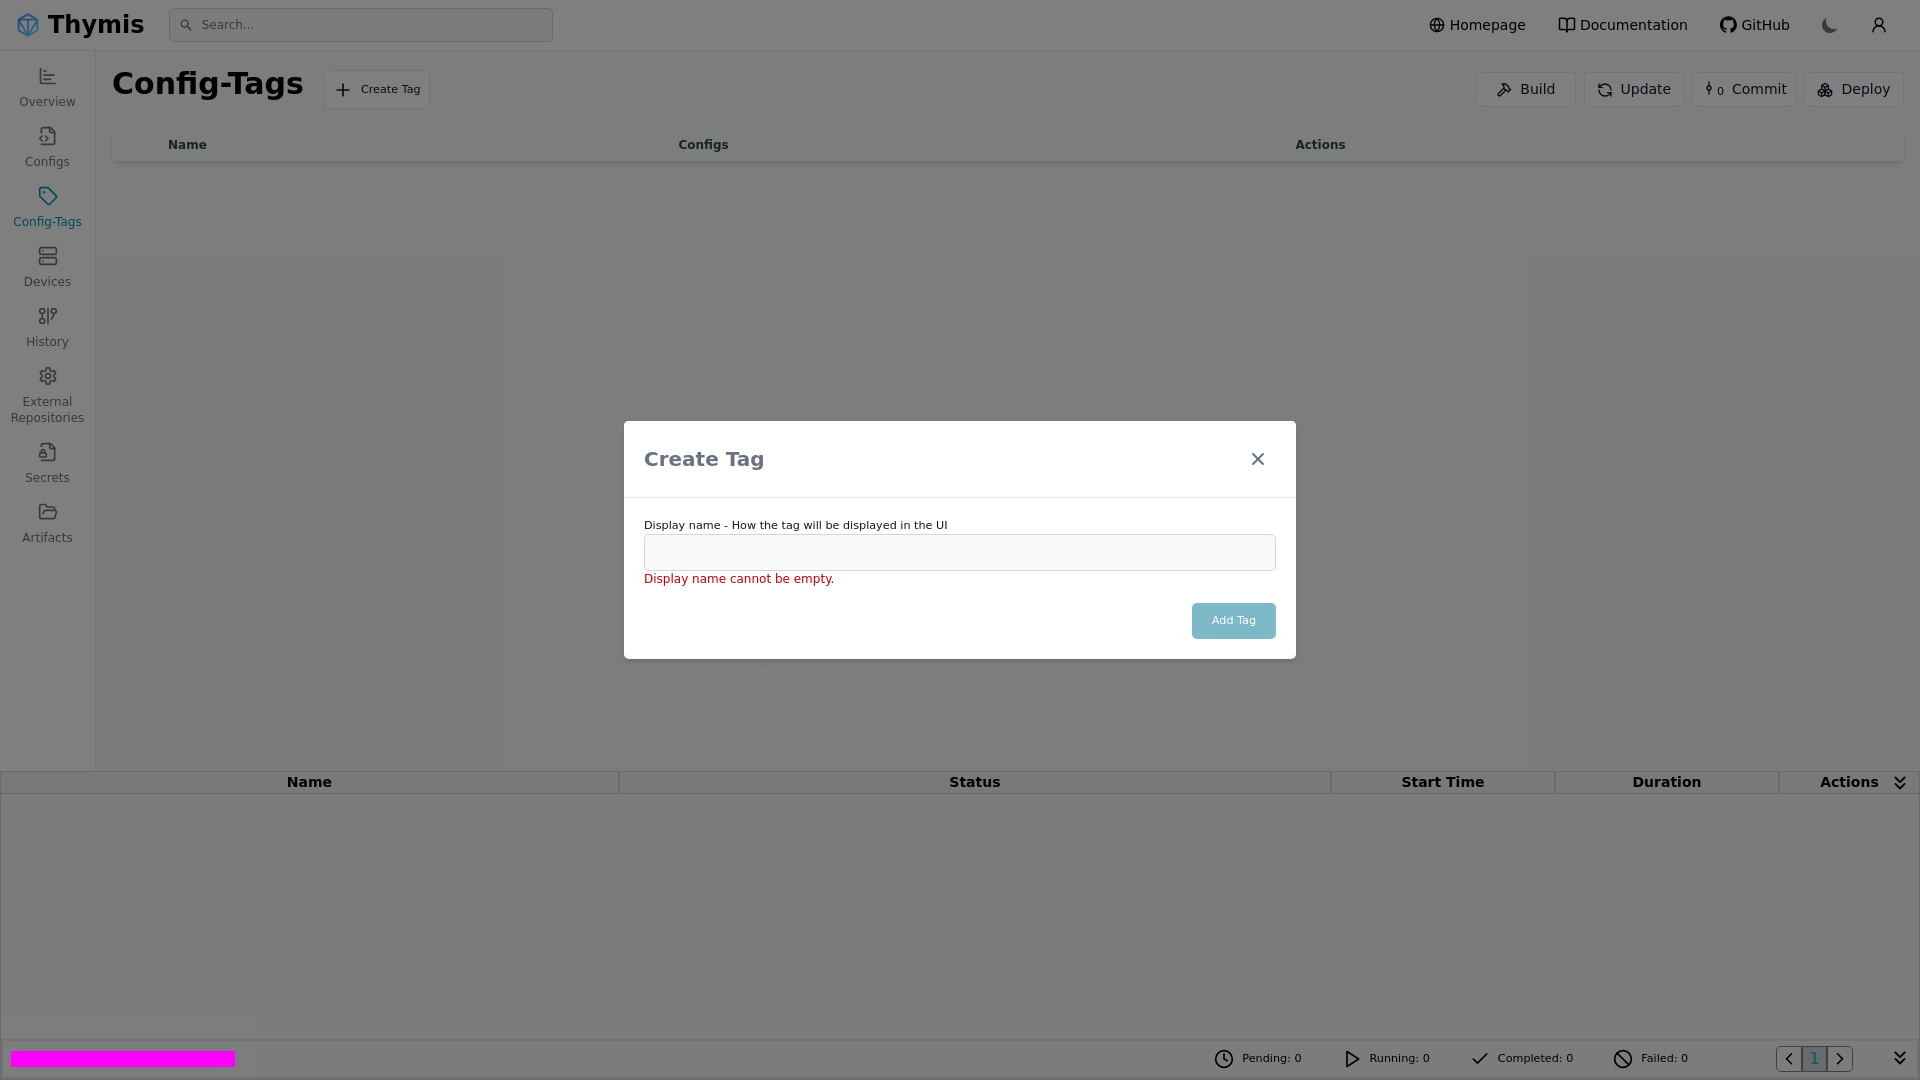 Thymis
Search...
Homepage
Documentation
GitHub
Overview
Configs
Config-Tags
Devices
History
External
Repositories
Secrets
Artifacts
Config-Tags
Create Tag
Build
Update
0 Commit
Deploy
Name Configs Actions
Create Tag
Display name - How the tag will be displayed in the UI
Display name cannot be empty.
Add Tag
Name Status Start Time Duration Actions
Pending: 0 Running: 0 Completed: 0 Failed: 0 1